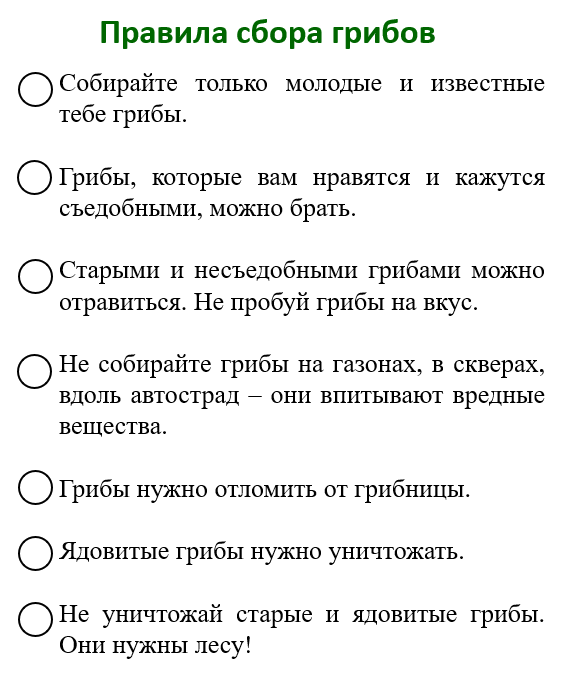 Правила сбора грибов
Собирайте только молодые и известные
тебе грибы.
Грибы, которые вам нравятся и кажутся
съедобными, можно брать.
Старыми и несъедобными грибами можно
отравиться. Не пробуй грибы на вкус.
Не собирайте грибы на газонах, в скверах,
вдоль автострад – они впитывают вредные
вещества.
Грибы нужно отломить от грибницы.
Ядовитые грибы нужно уничтожать.
Не уничтожай старые и ядовитые грибы.
Они нужны лесу!